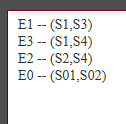 E1 -- (S1,S3)
E3 -- (S1,S4)
E2 -- (S2,S4)
E0 -- (S01,S02)